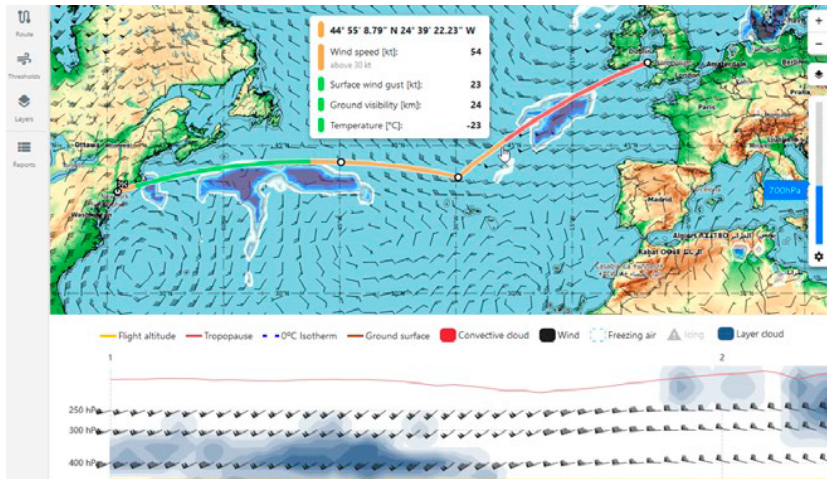 Route
Thresholds
Layers
Reports
44° 55' 8.79" N 24° 39' 22.23" W
Wind speed [kt]: 54
above 30 kt
Surface wind gust [kt]: 23
Ground visibility [km]: 24
Temperature [°C]: -23
+
−
Dublin
London
Amsterdam
Paris
Ottawa
Madrid
700hPa
Flight altitude
Tropopause
0°C Isotherm
Ground surface
Convective cloud
Wind
Freezing air
Icing
Layer cloud
1
2
250 hPa
300 hPa
400 hPa